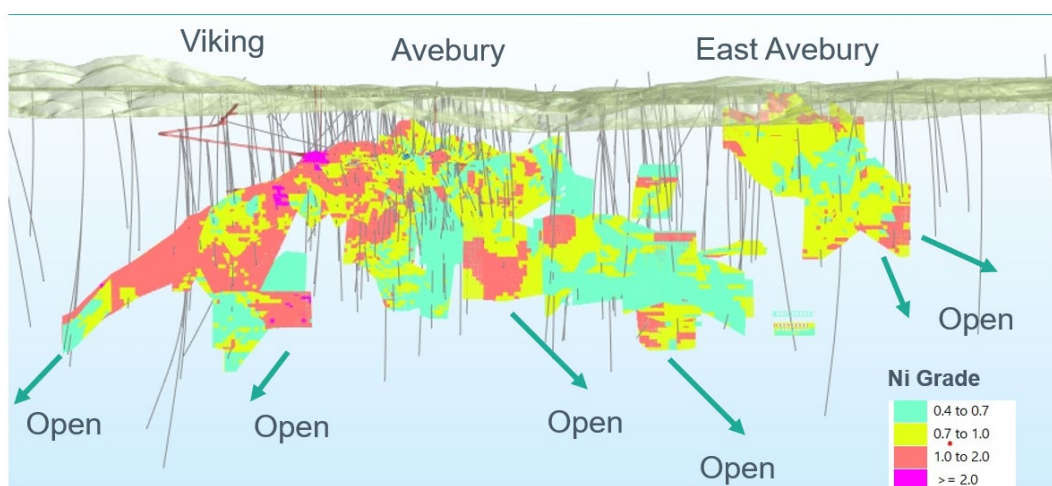 Viking
Avebury
East Avebury
Open
Open
Open
Open
Open
Ni Grade
0.4 to 0.7
0.7 to 1.0
1.0 to 2.0
>= 2.0